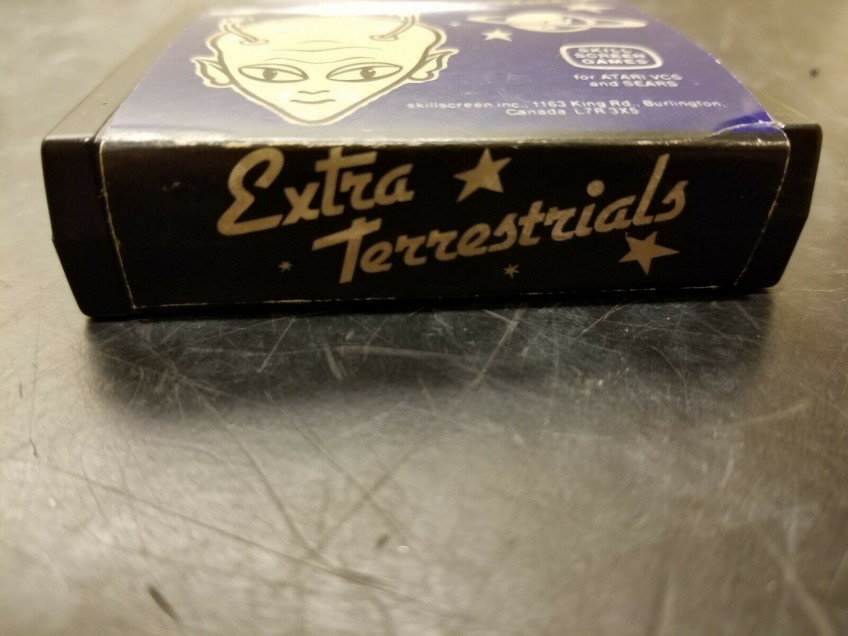 SKILL
SCREEN
GAMES
for ATARI VCS
and SEARS
skillscreen inc., 1163 King Rd., Burlington,
Canada L7R 3X5
Extra
Terrestrials